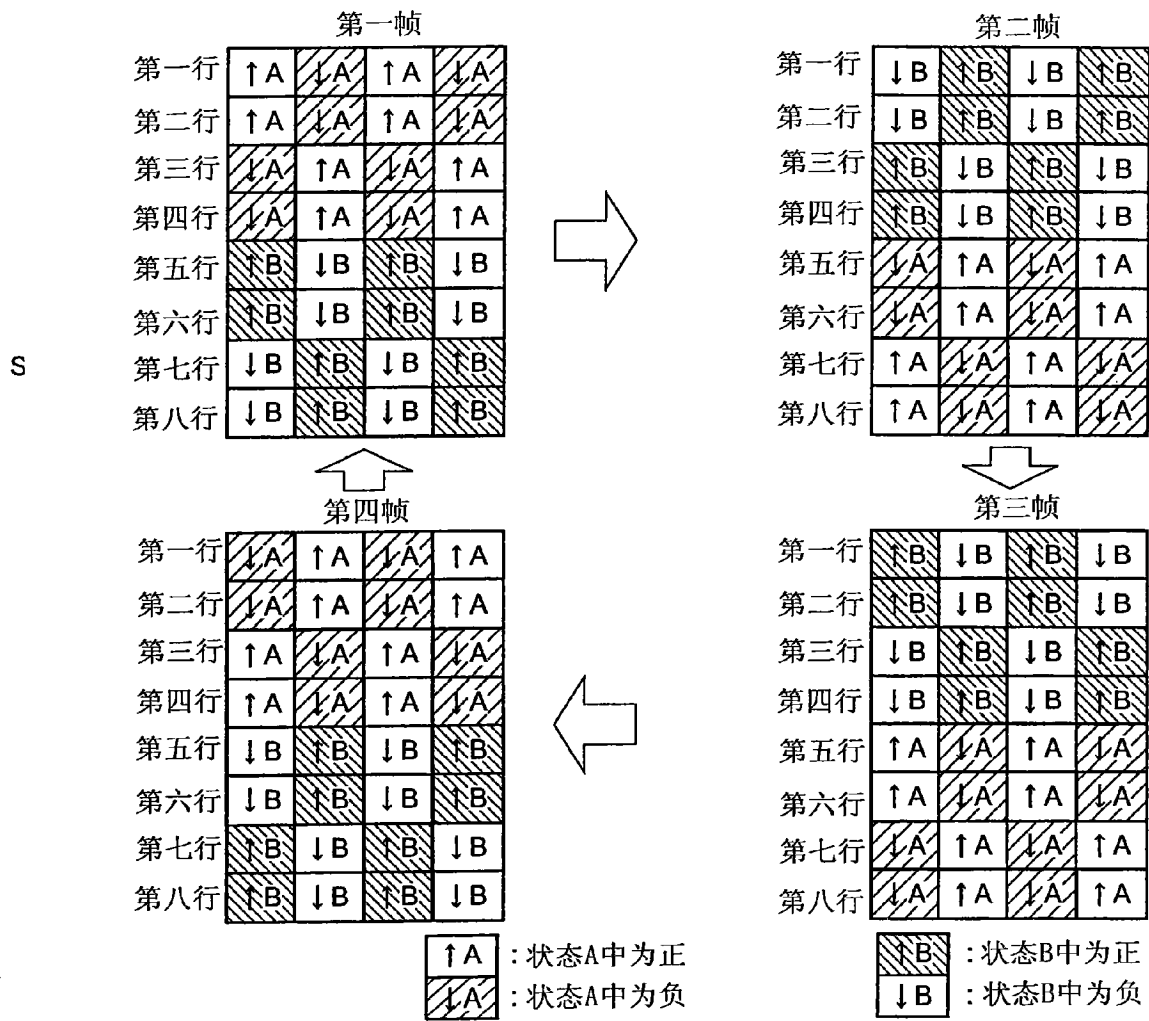 第一帧
第一行 ↑A ↓A ↑A ↓A
第二行 ↑A ↓A ↑A ↓A
第三行 ↓A ↑A ↓A ↑A
第四行 ↓A ↑A ↓A ↑A
第五行 ↑B ↓B ↑B ↓B
第六行 ↑B ↓B ↑B ↓B
第七行 ↓B ↑B ↓B ↑B
第八行 ↓B ↑B ↓B ↑B
第二帧
第一行 ↓B ↑B ↓B ↑B
第二行 ↓B ↑B ↓B ↑B
第三行 ↑B ↓B ↑B ↓B
第四行 ↑B ↓B ↑B ↓B
第五行 ↓A ↑A ↓A ↑A
第六行 ↓A ↑A ↓A ↑A
第七行 ↑A ↓A ↑A ↓A
第八行 ↑A ↓A ↑A ↓A
S
第四帧
第一行 ↓A ↑A ↓A ↑A
第二行 ↓A ↑A ↓A ↑A
第三行 ↑A ↓A ↑A ↓A
第四行 ↑A ↓A ↑A ↓A
第五行 ↓B ↑B ↓B ↑B
第六行 ↓B ↑B ↓B ↑B
第七行 ↑B ↓B ↑B ↓B
第八行 ↑B ↓B ↑B ↓B
第三帧
第一行 ↑B ↓B ↑B ↓B
第二行 ↑B ↓B ↑B ↓B
第三行 ↓B ↑B ↓B ↑B
第四行 ↓B ↑B ↓B ↑B
第五行 ↑A ↓A ↑A ↓A
第六行 ↑A ↓A ↑A ↓A
第七行 ↓A ↑A ↓A ↑A
第八行 ↓A ↑A ↓A ↑A
↑A :状态A中为正
↓A :状态A中为负
↑B :状态B中为正
↓B :状态B中为负